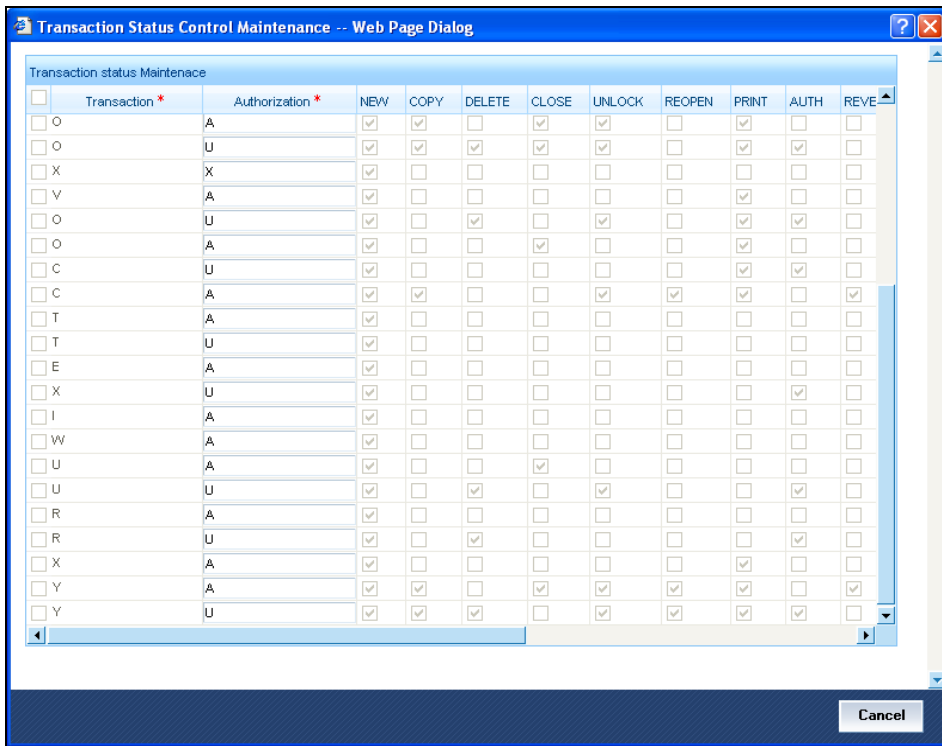 Transaction Status Control Maintenance -- Web Page Dialog
Transaction status Maintenace
Transaction * Authorization * NEW COPY DELETE CLOSE UNLOCK REOPEN PRINT AUTH REVE
O A
O U
X X
V A
O U
O A
C U
C A
T A
T U
E A
X U
I A
W A
U A
U U
R A
R U
X A
Y A
Y U
Cancel